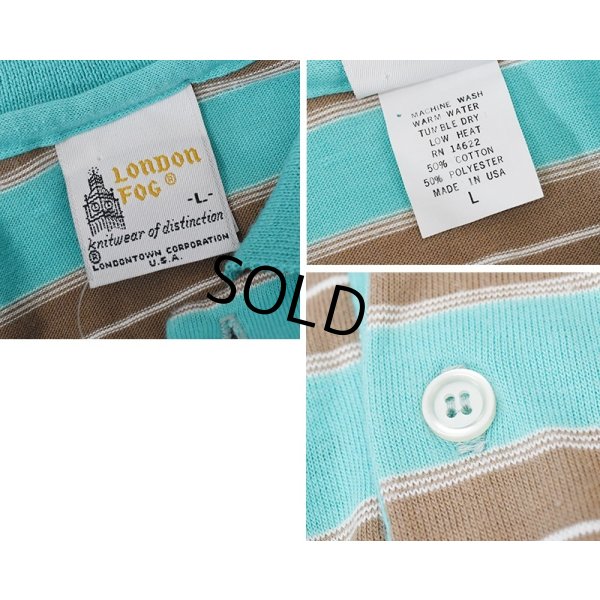 LONDON
FOG®
-L-
knitwear of distinction
® LONDONTOWN CORPORATION
U.S.A.
MACHINE WASH
WARM WATER
TUMBLE DRY
LOW HEAT
RN 14622
50% COTTON
50% POLYESTER
MADE IN USA
L
SOLD